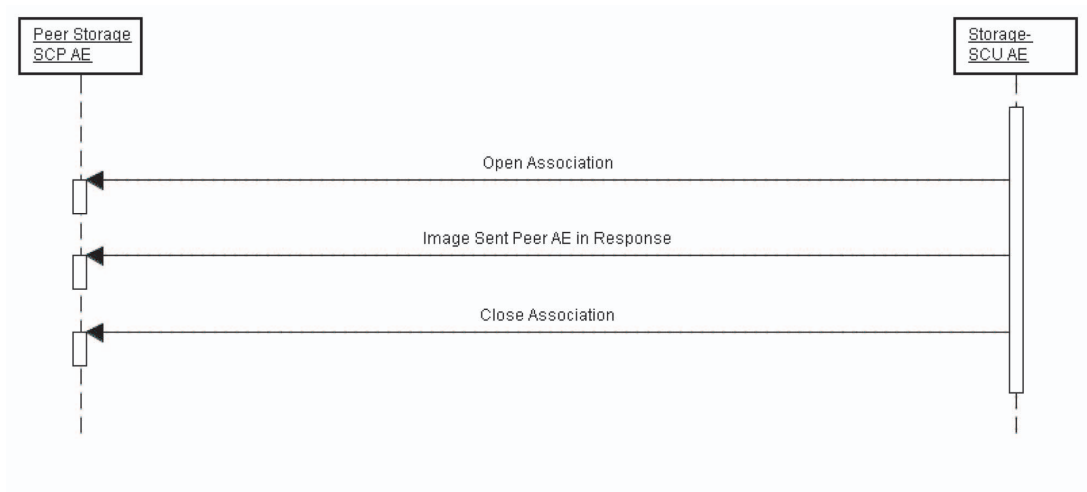 Peer Storage
SCP AE
Storage-
SCU AE
Open Association
Image Sent Peer AE in Response
Close Association